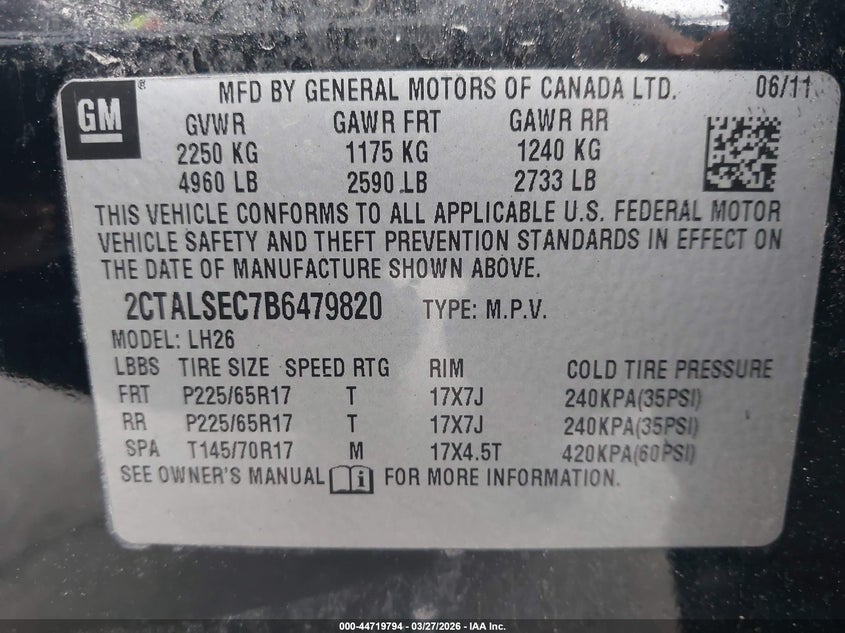 GM ®
MFD BY GENERAL MOTORS OF CANADA LTD. 06/11
GVWR GAWR FRT GAWR RR
2250 KG 1175 KG 1240 KG
4960 LB 2590 LB 2733 LB
THIS VEHICLE CONFORMS TO ALL APPLICABLE U.S. FEDERAL MOTOR
VEHICLE SAFETY AND THEFT PREVENTION STANDARDS IN EFFECT ON
THE DATE OF MANUFACTURE SHOWN ABOVE.
2CTALSEC7B6479820 TYPE: M.P.V.
MODEL: LH26
LBBS TIRE SIZE SPEED RTG RIM COLD TIRE PRESSURE
FRT P225/65R17 T 17X7J 240KPA(35PSI)
RR P225/65R17 T 17X7J 240KPA(35PSI)
SPA T145/70R17 M 17X4.5T 420KPA(60PSI)
SEE OWNER'S MANUAL i FOR MORE INFORMATION.
000-44719794 | 03/27/2026 | IAA Inc.